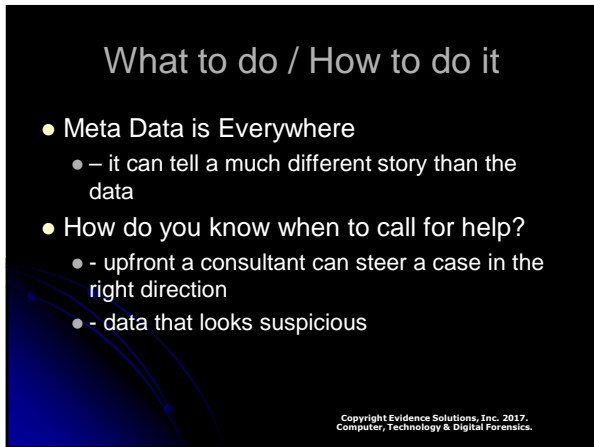 What to do / How to do it
● Meta Data is Everywhere
● – it can tell a much different story than the
data
● How do you know when to call for help?
● - upfront a consultant can steer a case in the
right direction
● - data that looks suspicious
Copyright Evidence Solutions, Inc. 2017.
Computer, Technology & Digital Forensics.